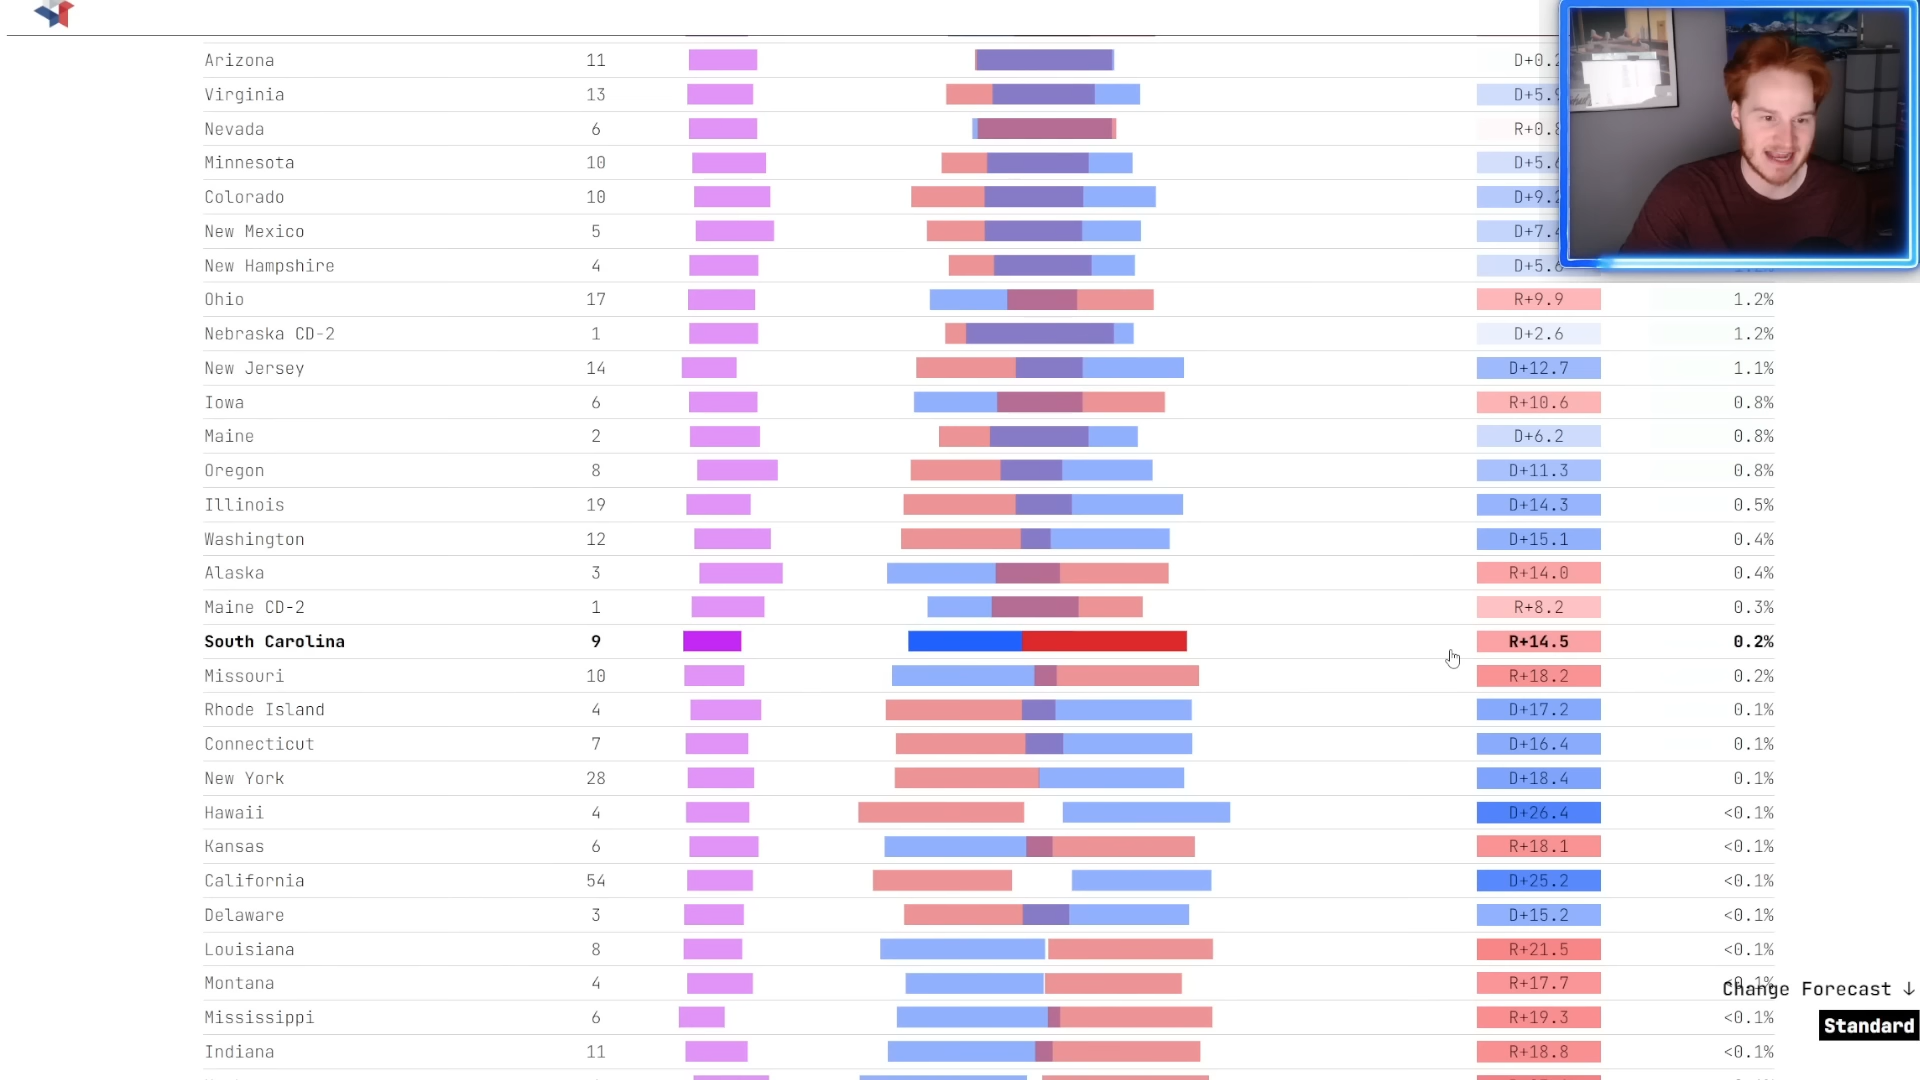 Arizona 11 D+0.
Virginia 13 D+5.
Nevada 6 R+0.
Minnesota 10 D+5.
Colorado 10 D+9.
New Mexico 5 D+7.
New Hampshire 4 D+5.
Ohio 17 R+9.9 1.2%
Nebraska CD-2 1 D+2.6 1.2%
New Jersey 14 D+12.7 1.1%
Iowa 6 R+10.6 0.8%
Maine 2 D+6.2 0.8%
Oregon 8 D+11.3 0.8%
Illinois 19 D+14.3 0.5%
Washington 12 D+15.1 0.4%
Alaska 3 R+14.0 0.4%
Maine CD-2 1 R+8.2 0.3%
South Carolina 9 R+14.5 0.2%
Missouri 10 R+18.2 0.2%
Rhode Island 4 D+17.2 0.1%
Connecticut 7 D+16.4 0.1%
New York 28 D+18.4 0.1%
Hawaii 4 D+26.4 <0.1%
Kansas 6 R+18.1 <0.1%
California 54 D+25.2 <0.1%
Delaware 3 D+15.2 <0.1%
Louisiana 8 R+21.5 <0.1%
Montana 4 R+17.7
Change Forecast ↓
Mississippi 6 R+19.3 <0.1%
Standard
Indiana 11 R+18.8 <0.1%